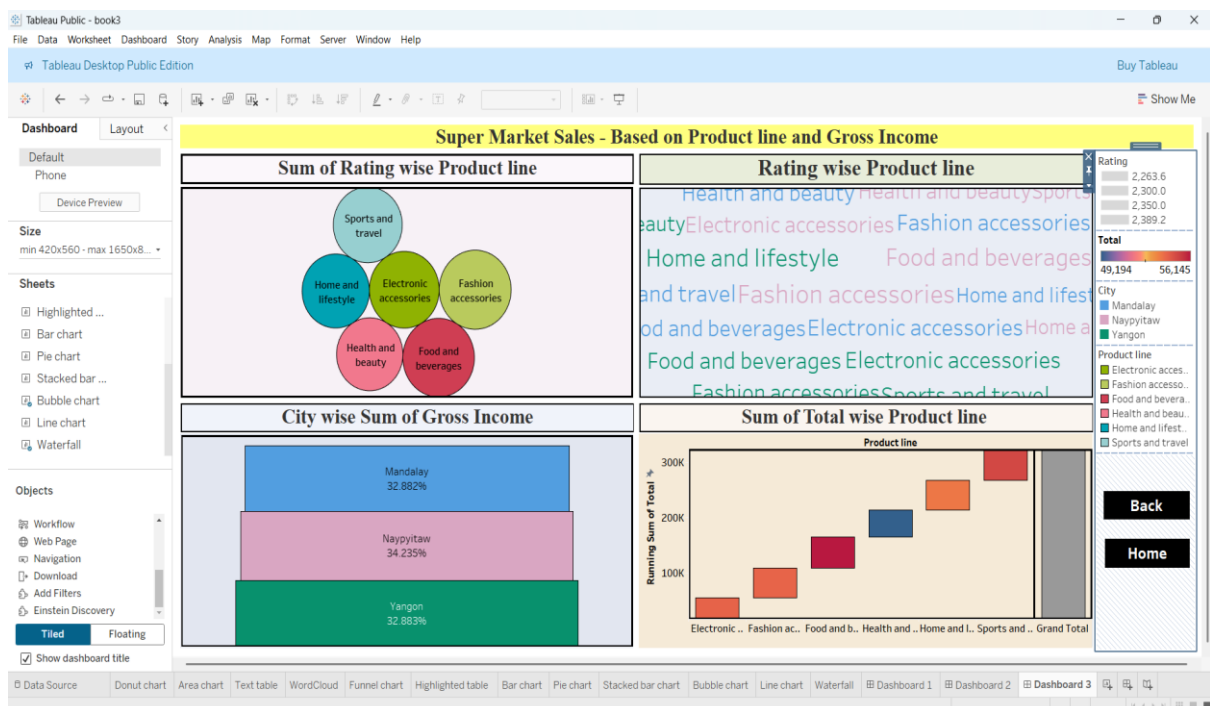 Tableau Public - book3
File Data Worksheet Dashboard Story Analysis Map Format Server Window Help
Tableau Desktop Public Edition
Buy Tableau
Show Me
Dashboard
Layout
Default
Phone
Device Preview
Size
min 420x560 - max 1650x8...
Sheets
Highlighted ...
Bar chart
Pie chart
Stacked bar ...
Bubble chart
Line chart
Waterfall
Objects
Workflow
Web Page
Navigation
Download
Add Filters
Einstein Discovery
Tiled
Floating
Show dashboard title
Super Market Sales - Based on Product line and Gross Income
Sum of Rating wise Product line
Sports and
travel
Home and
lifestyle
Electronic
accessories
Fashion
accessories
Health and
beauty
Food and
beverages
Rating wise Product line
Health and beauty Health and beauty Sports
eauty Electronic accessories Fashion accessories
Home and lifestyle Food and beverages
and travel Fashion accessories Home and lifest
od and beverages Electronic accessories Home a
Food and beverages Electronic accessories
Fashion accessories Sports and travel
City wise Sum of Gross Income
Mandalay
32.882%
Naypyitaw
34.235%
Yangon
32.883%
Sum of Total wise Product line
Product line
Running Sum of Total
300K
200K
100K
Electronic .. Fashion ac.. Food and b.. Health and .. Home and l.. Sports and .. Grand Total
Rating
2,263.6
2,300.0
2,350.0
2,389.2
Total
49,194 56,145
City
Mandalay
Naypyitaw
Yangon
Product line
Electronic acces..
Fashion accesso..
Food and bevera..
Health and beau..
Home and lifest..
Sports and travel
Back
Home
Data Source Donut chart Area chart Text table WordCloud Funnel chart Highlighted table Bar chart Pie chart Stacked bar chart Bubble chart Line chart Waterfall Dashboard 1 Dashboard 2 Dashboard 3